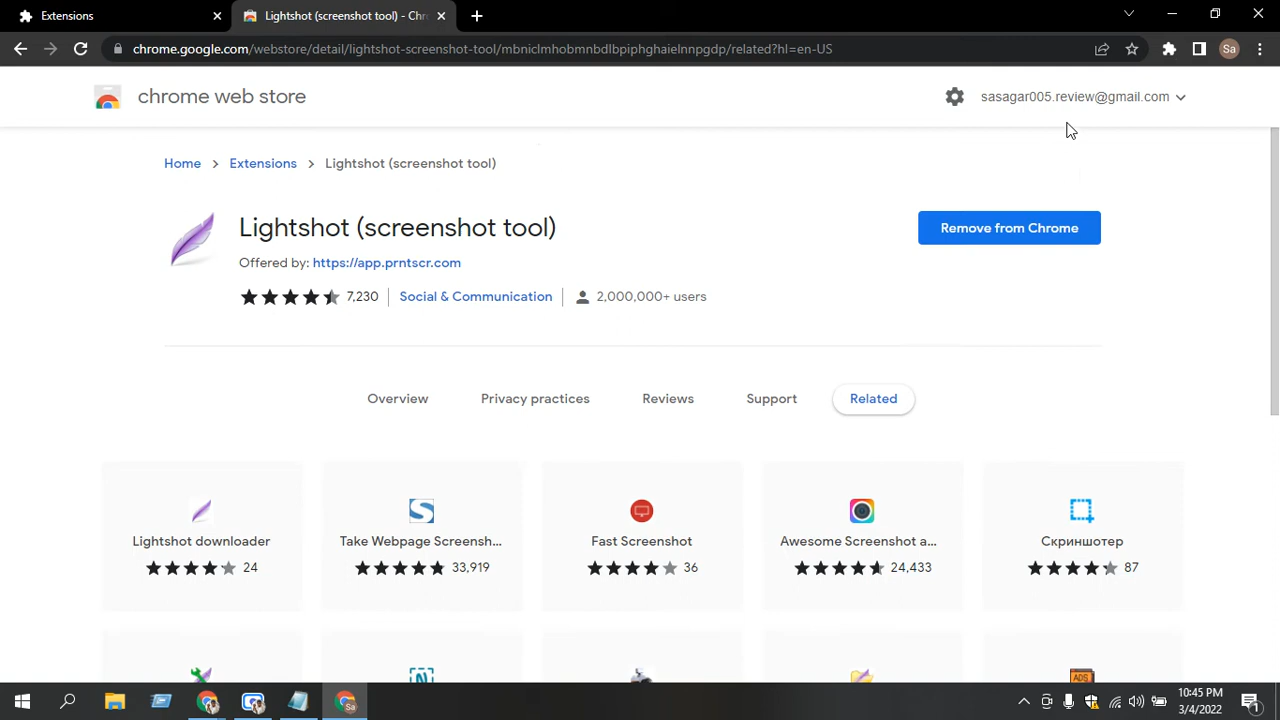 Extensions
Lightshot (screenshot tool) - Chr
chrome.google.com/webstore/detail/lightshot-screenshot-tool/mbniclmhobmnbdlbpiphghaielnnpgdp/related?hl=en-US
Sa
chrome web store
sasagar005.review@gmail.com
Home
Extensions
Lightshot (screenshot tool)
Lightshot (screenshot tool)
Remove from Chrome
Offered by: https://app.prntscr.com
7,230
Social & Communication
2,000,000+ users
Overview
Privacy practices
Reviews
Support
Related
Lightshot downloader
24
Take Webpage Screensh...
33,919
Fast Screenshot
36
Awesome Screenshot a...
24,433
Скриншотер
87
ADS
Sa
10:45 PM
3/4/2022
1